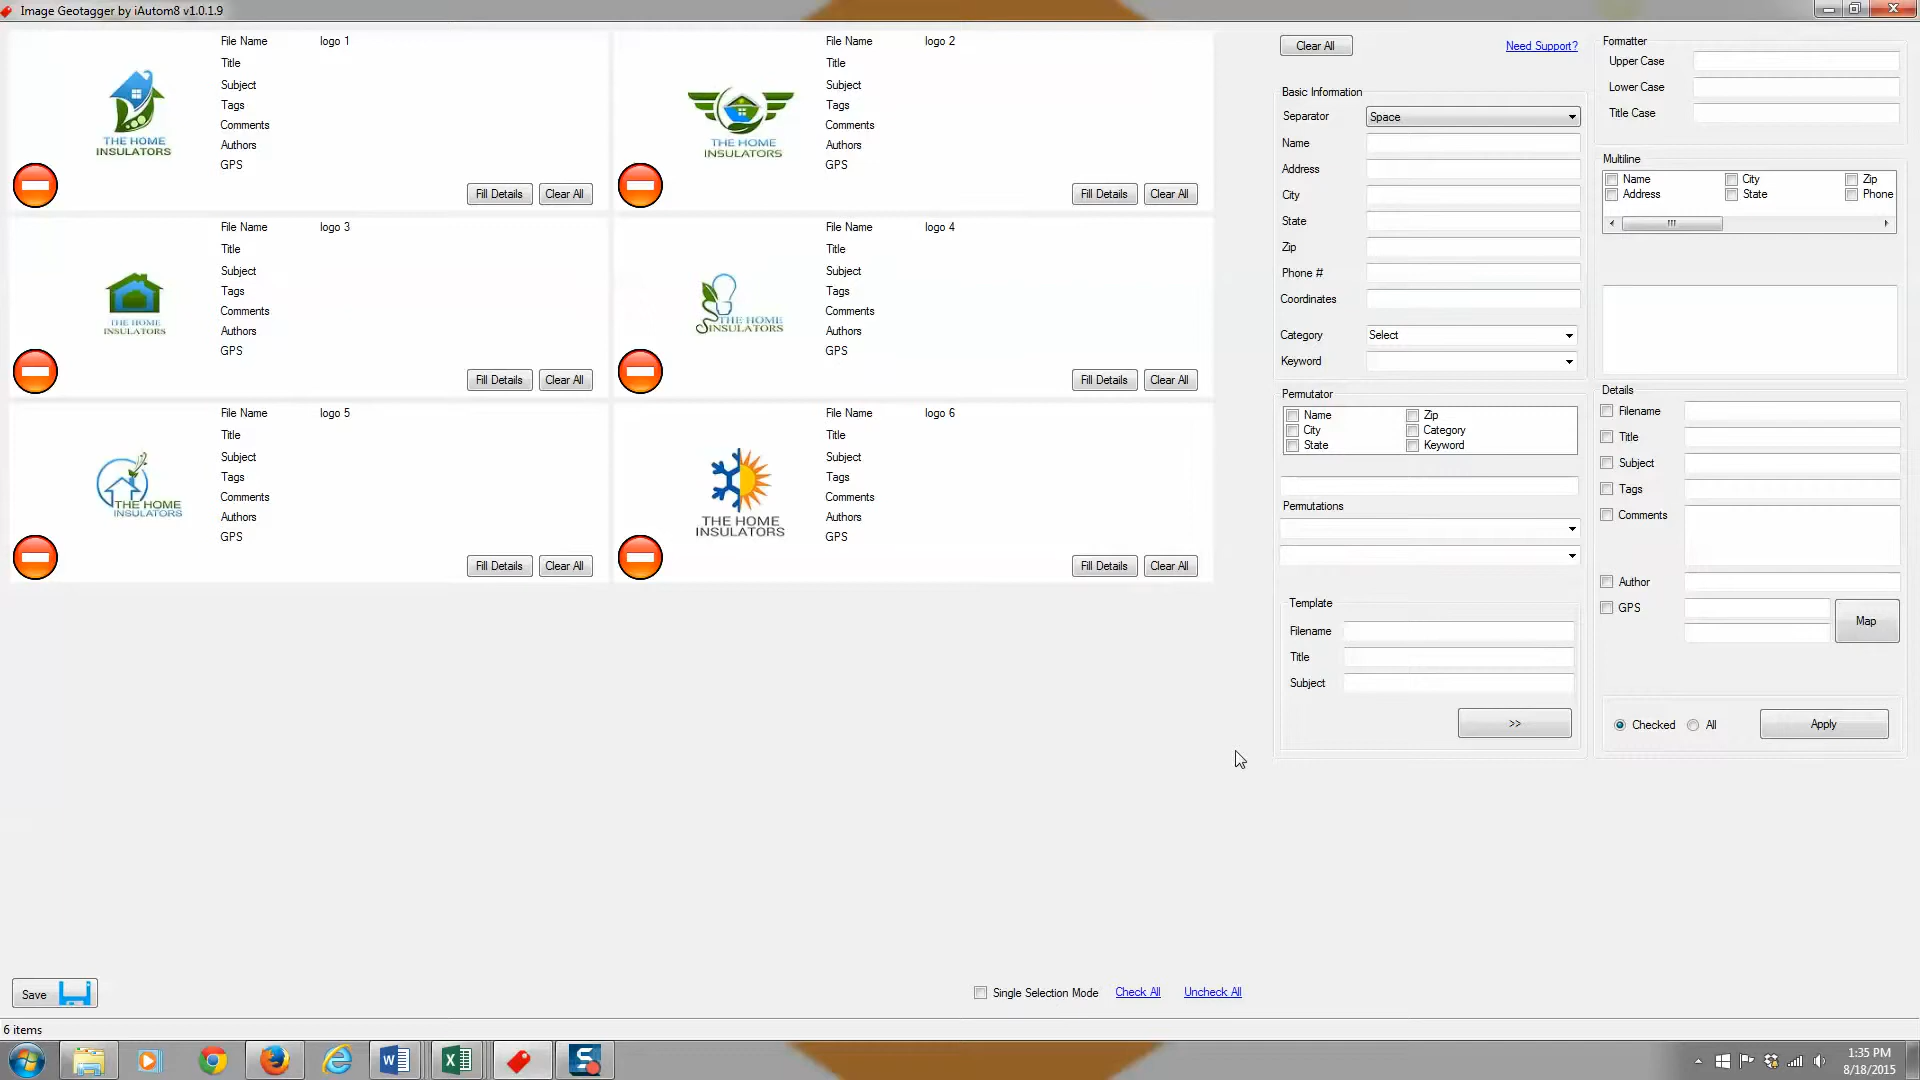 Image Geotagger by iAutom8 v1.0.1.9
File Name logo 1
Title
Subject
Tags
Comments
Authors
GPS
THE HOME
INSULATORS
Fill Details Clear All
File Name logo 2
Title
Subject
Tags
Comments
Authors
GPS
THE HOME
INSULATORS
Fill Details Clear All
File Name logo 3
Title
Subject
Tags
Comments
Authors
GPS
THE HOME
INSULATORS
Fill Details Clear All
File Name logo 4
Title
Subject
Tags
Comments
Authors
GPS
THE HOME
INSULATORS
Fill Details Clear All
File Name logo 5
Title
Subject
Tags
Comments
Authors
GPS
THE HOME
INSULATORS
Fill Details Clear All
File Name logo 6
Title
Subject
Tags
Comments
Authors
GPS
THE HOME
INSULATORS
Fill Details Clear All
Clear All Need Support?
Basic Information
Separator Space
Name
Address
City
State
Zip
Phone #
Coordinates
Category Select
Keyword
Permutator
Name Zip
City Category
State Keyword
Permutations
Template
Filename
Title
Subject
>>
Formatter
Upper Case
Lower Case
Title Case
Multiline
Name City Zip
Address State Phone
Details
Filename
Title
Subject
Tags
Comments
Author
GPS
Map
Checked All Apply
Save
Single Selection Mode Check All Uncheck All
6 items
1:35 PM
8/18/2015